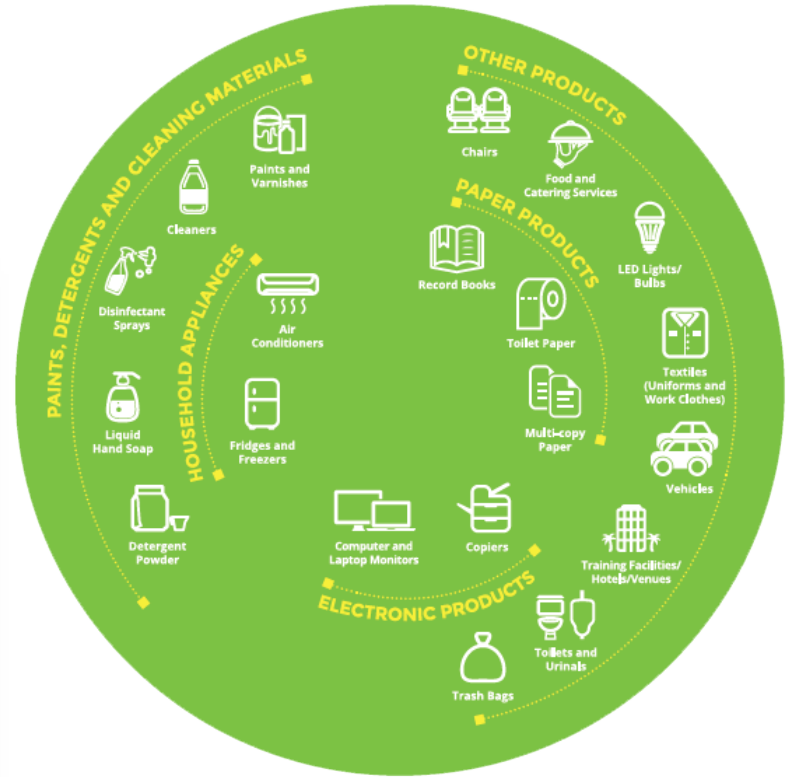 PAINTS, DETERGENTS AND CLEANING MATERIALS
Paints and
Varnishes
Cleaners
Disinfectant
Sprays
Liquid
Hand Soap
Detergent
Powder
HOUSEHOLD APPLIANCES
Air
Conditioners
Fridges and
Freezers
ELECTRONIC PRODUCTS
Computer and
Laptop Monitors
Copiers
PAPER PRODUCTS
Record Books
Toilet Paper
Multi-copy
Paper
OTHER PRODUCTS
Chairs
Food and
Catering Services
LED Lights/
Bulbs
Textiles
(Uniforms and
Work Clothes)
Vehicles
Training Facilities/
Hotels/Venues
Toilets and
Urinals
Trash Bags